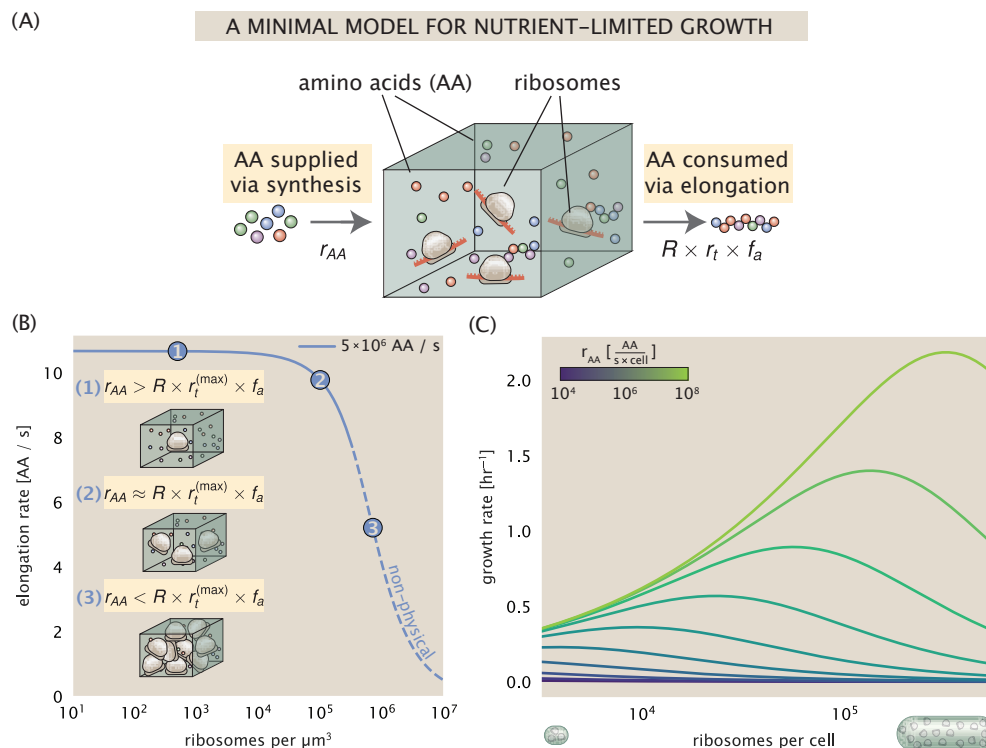 (A)
A MINIMAL MODEL FOR NUTRIENT–LIMITED GROWTH
amino acids (AA)
ribosomes
AA supplied
via synthesis
r_AA
AA consumed
via elongation
R × r_t × f_a
(B)
5×10⁶ AA / s
(1) r_AA > R × r_t^(max) × f_a
(2) r_AA ≈ R × r_t^(max) × f_a
(3) r_AA < R × r_t^(max) × f_a
1
2
3
non–physical
elongation rate [AA / s]
10
8
6
4
2
0
10¹ 10² 10³ 10⁴ 10⁵ 10⁶ 10⁷
ribosomes per µm³
(C)
r_AA [AA / s × cell]
10⁴ 10⁶ 10⁸
growth rate [hr⁻¹]
2.0
1.5
1.0
0.5
0.0
10⁴ 10⁵
ribosomes per cell